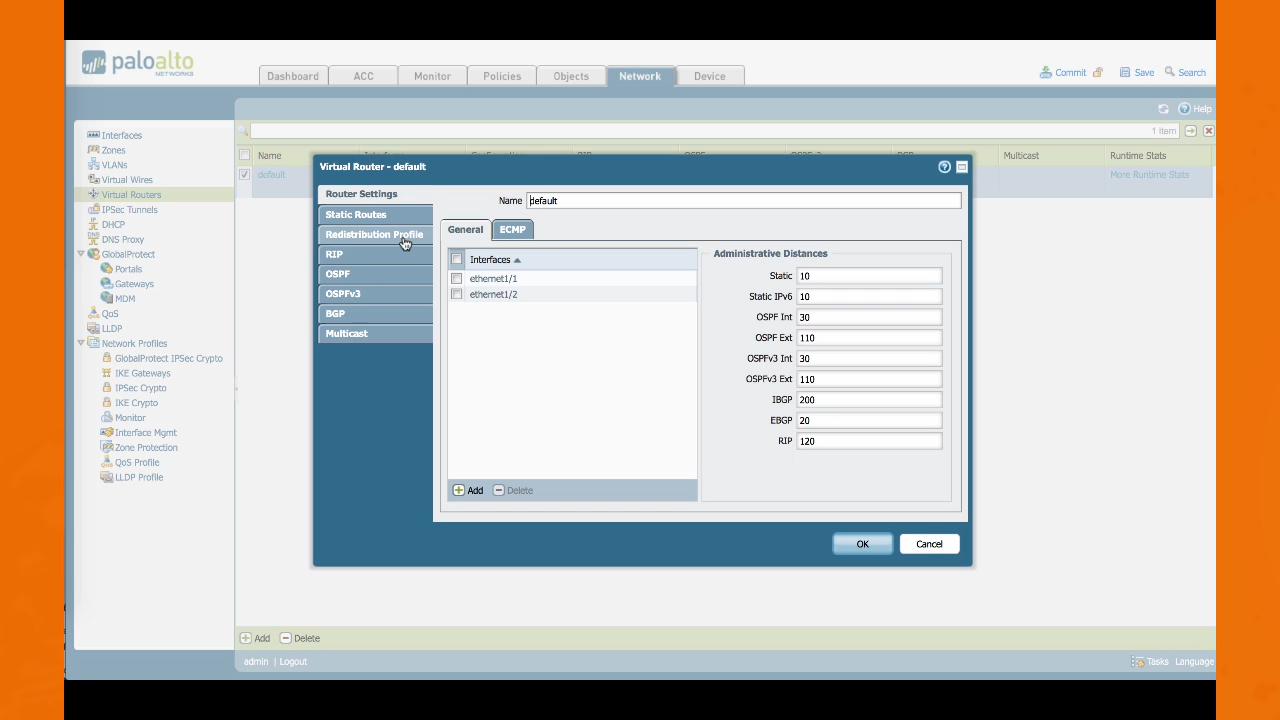 paloalto
NETWORKS
Dashboard ACC Monitor Policies Objects Network Device
Commit Save Search
Help
1 item
Interfaces
Zones
VLANs
Virtual Wires
Virtual Routers
IPSec Tunnels
DHCP
DNS Proxy
GlobalProtect
Portals
Gateways
MDM
QoS
LLDP
Network Profiles
GlobalProtect IPSec Crypto
IKE Gateways
IPSec Crypto
IKE Crypto
Monitor
Interface Mgmt
Zone Protection
QoS Profile
LLDP Profile
Name Multicast Runtime Stats
default More Runtime Stats
Virtual Router - default
Router Settings
Static Routes
Redistribution Profile
RIP
OSPF
OSPFv3
BGP
Multicast
Name default
General ECMP
Interfaces
ethernet1/1
ethernet1/2
Add Delete
Administrative Distances
Static 10
Static IPv6 10
OSPF Int 30
OSPF Ext 110
OSPFv3 Int 30
OSPFv3 Ext 110
IBGP 200
EBGP 20
RIP 120
OK Cancel
Add Delete
admin | Logout
Tasks Language